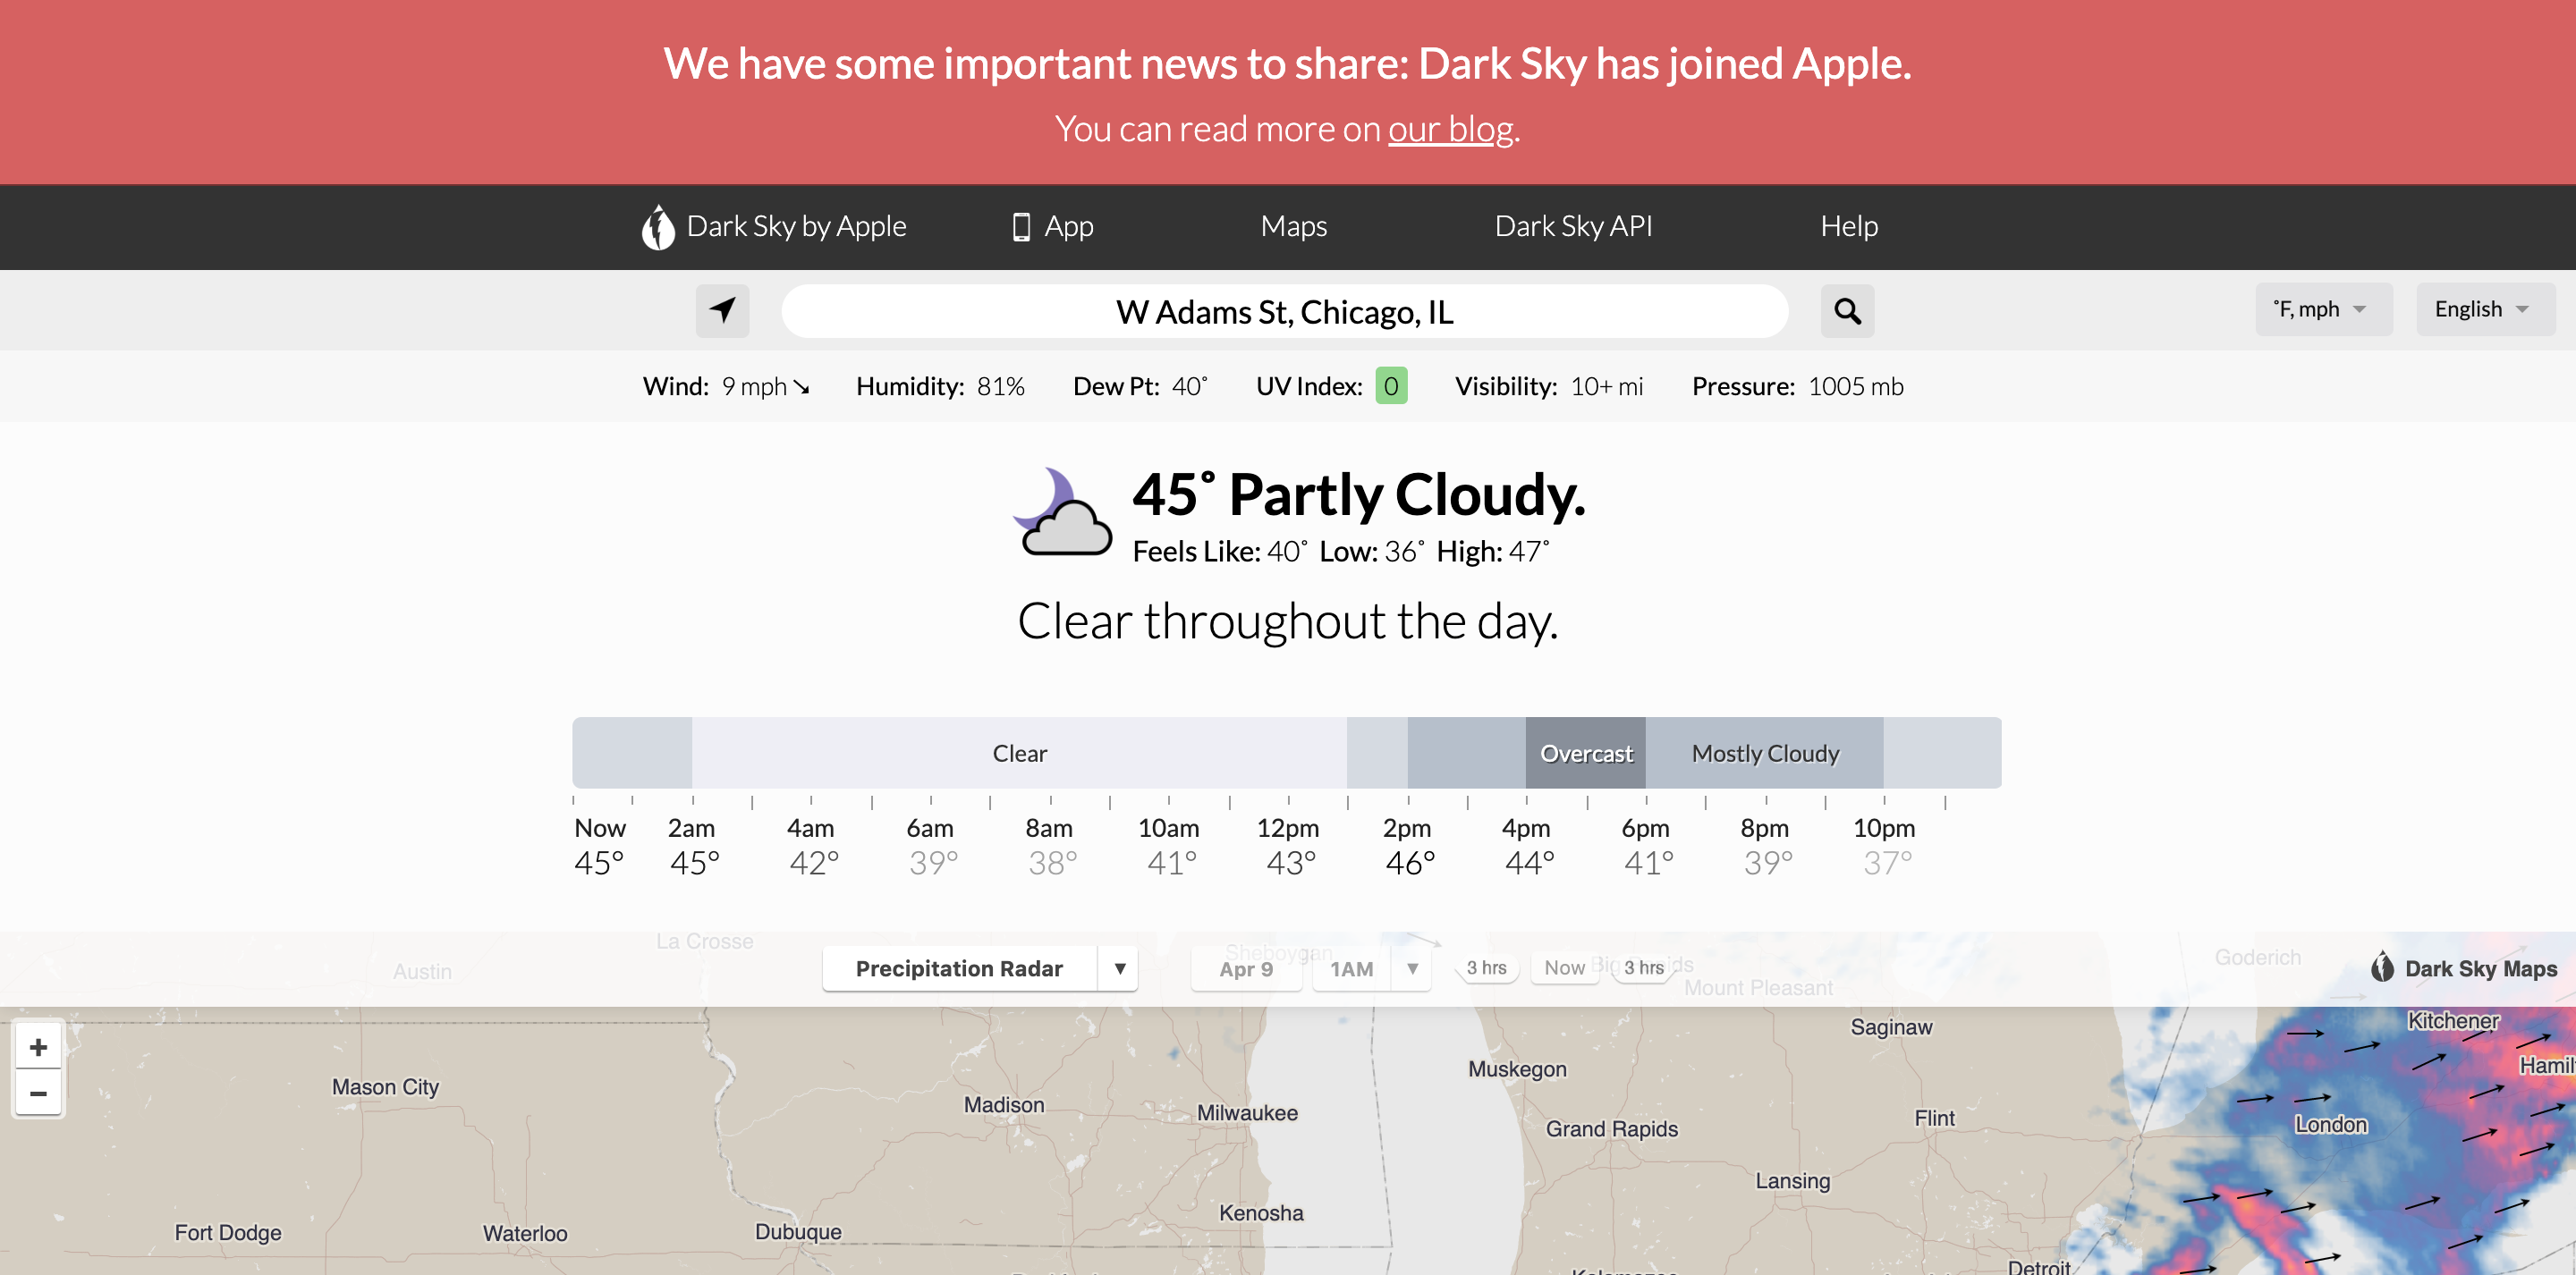 We have some important news to share: Dark Sky has joined Apple.
You can read more on our blog.
Dark Sky by Apple App Maps Dark Sky API Help
W Adams St, Chicago, IL
˚F, mph English
Wind: 9 mph Humidity: 81% Dew Pt: 40˚ UV Index: 0 Visibility: 10+ mi Pressure: 1005 mb
45˚ Partly Cloudy.
Feels Like: 40˚ Low: 36˚ High: 47˚
Clear throughout the day.
Clear Overcast Mostly Cloudy
Now 2am 4am 6am 8am 10am 12pm 2pm 4pm 6pm 8pm 10pm
45° 45° 42° 39° 38° 41° 43° 46° 44° 41° 39° 37°
La Crosse
Sheboygan
Goderich
Austin
Precipitation Radar ▼ Apr 9 1AM ▼ 3 hrs Now 3 hrs
Dark Sky Maps
Mount Pleasant
+
−
Saginaw
Kitchener
Muskegon
Mason City
Madison
Milwaukee
Grand Rapids
Flint
London
Lansing
Kenosha
Fort Dodge
Waterloo
Dubuque
Detroit